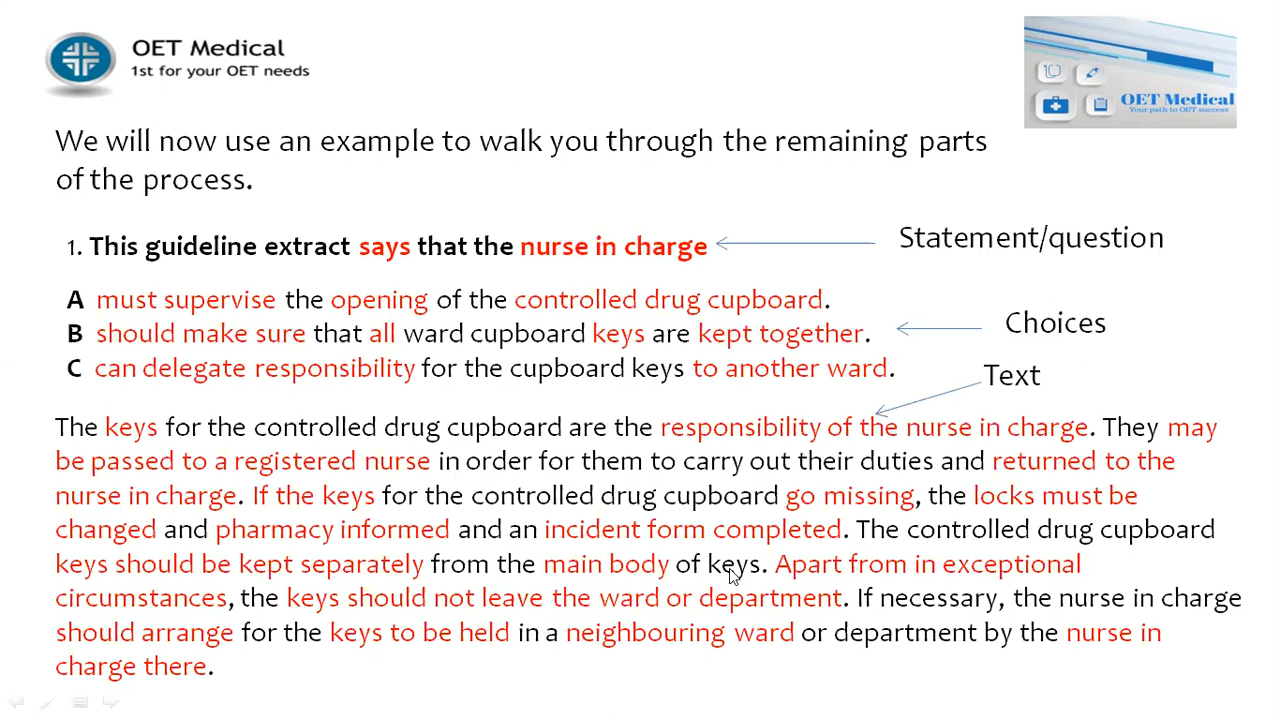 OET Medical
1st for your OET needs
OET Medical
Your path to OET success
We will now use an example to walk you through the remaining parts
of the process.
1. This guideline extract says that the nurse in charge
Statement/question
A must supervise the opening of the controlled drug cupboard.
B should make sure that all ward cupboard keys are kept together.
Choices
C can delegate responsibility for the cupboard keys to another ward.
Text
The keys for the controlled drug cupboard are the responsibility of the nurse in charge. They may
be passed to a registered nurse in order for them to carry out their duties and returned to the
nurse in charge. If the keys for the controlled drug cupboard go missing, the locks must be
changed and pharmacy informed and an incident form completed. The controlled drug cupboard
keys should be kept separately from the main body of keys. Apart from in exceptional
circumstances, the keys should not leave the ward or department. If necessary, the nurse in charge
should arrange for the keys to be held in a neighbouring ward or department by the nurse in
charge there.